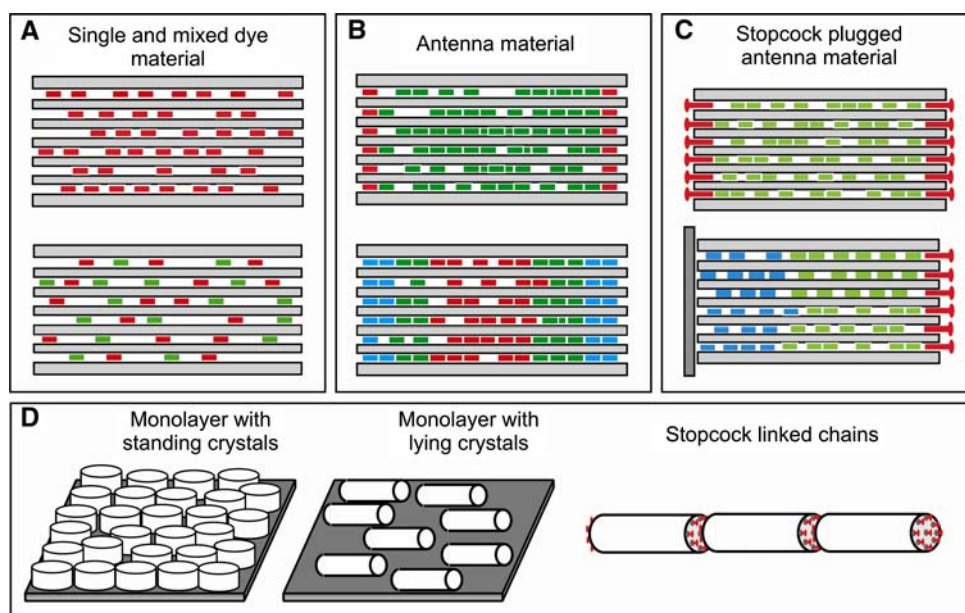 A
Single and mixed dye
material
B
Antenna material
C
Stopcock plugged
antenna material
D
Monolayer with
standing crystals
Monolayer with
lying crystals
Stopcock linked chains